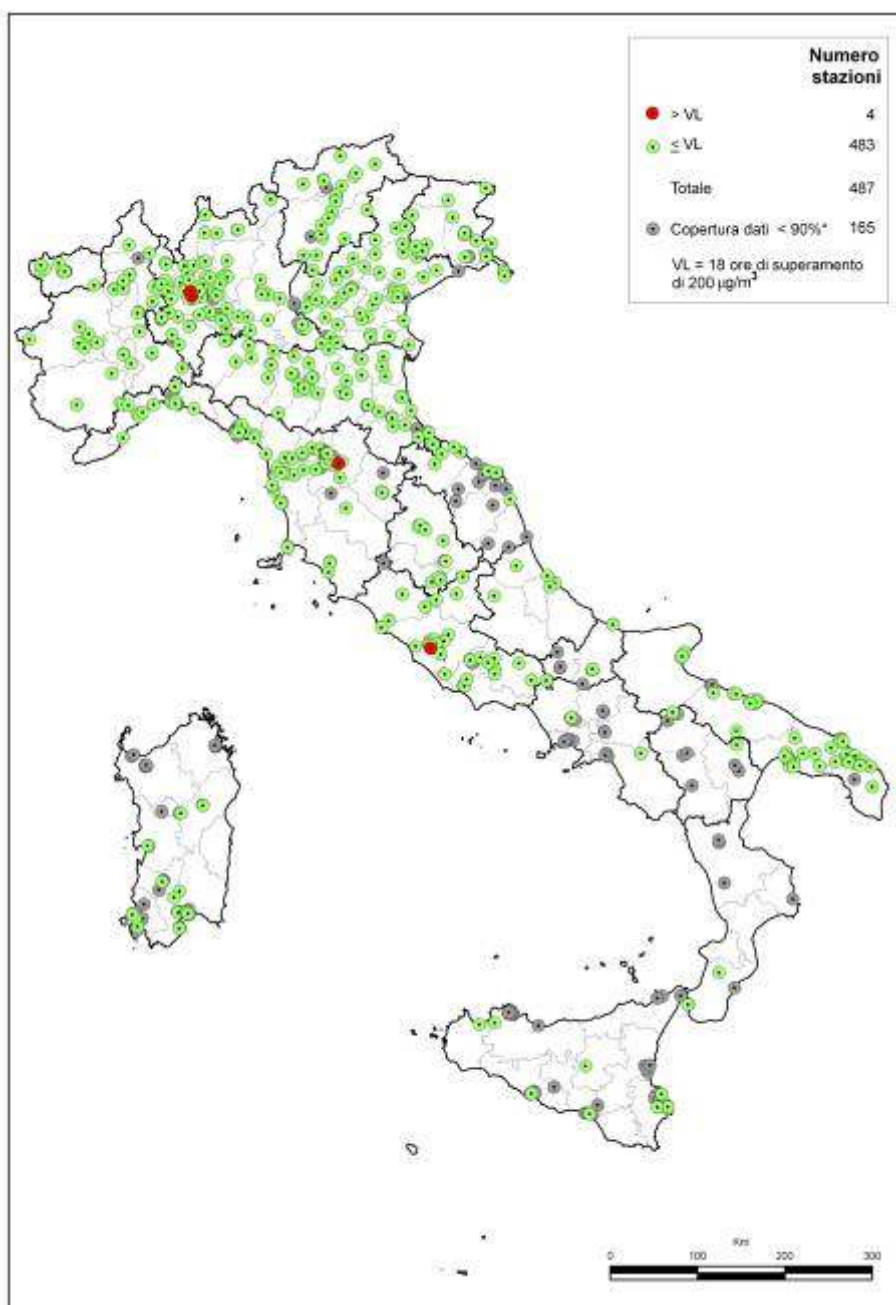 Numero
stazioni
> VL 4
≤ VL 483
Totale 487
Copertura dati < 90%* 165
VL = 18 ore di superamento
di 200 µg/m³
Km
0 100 200 300